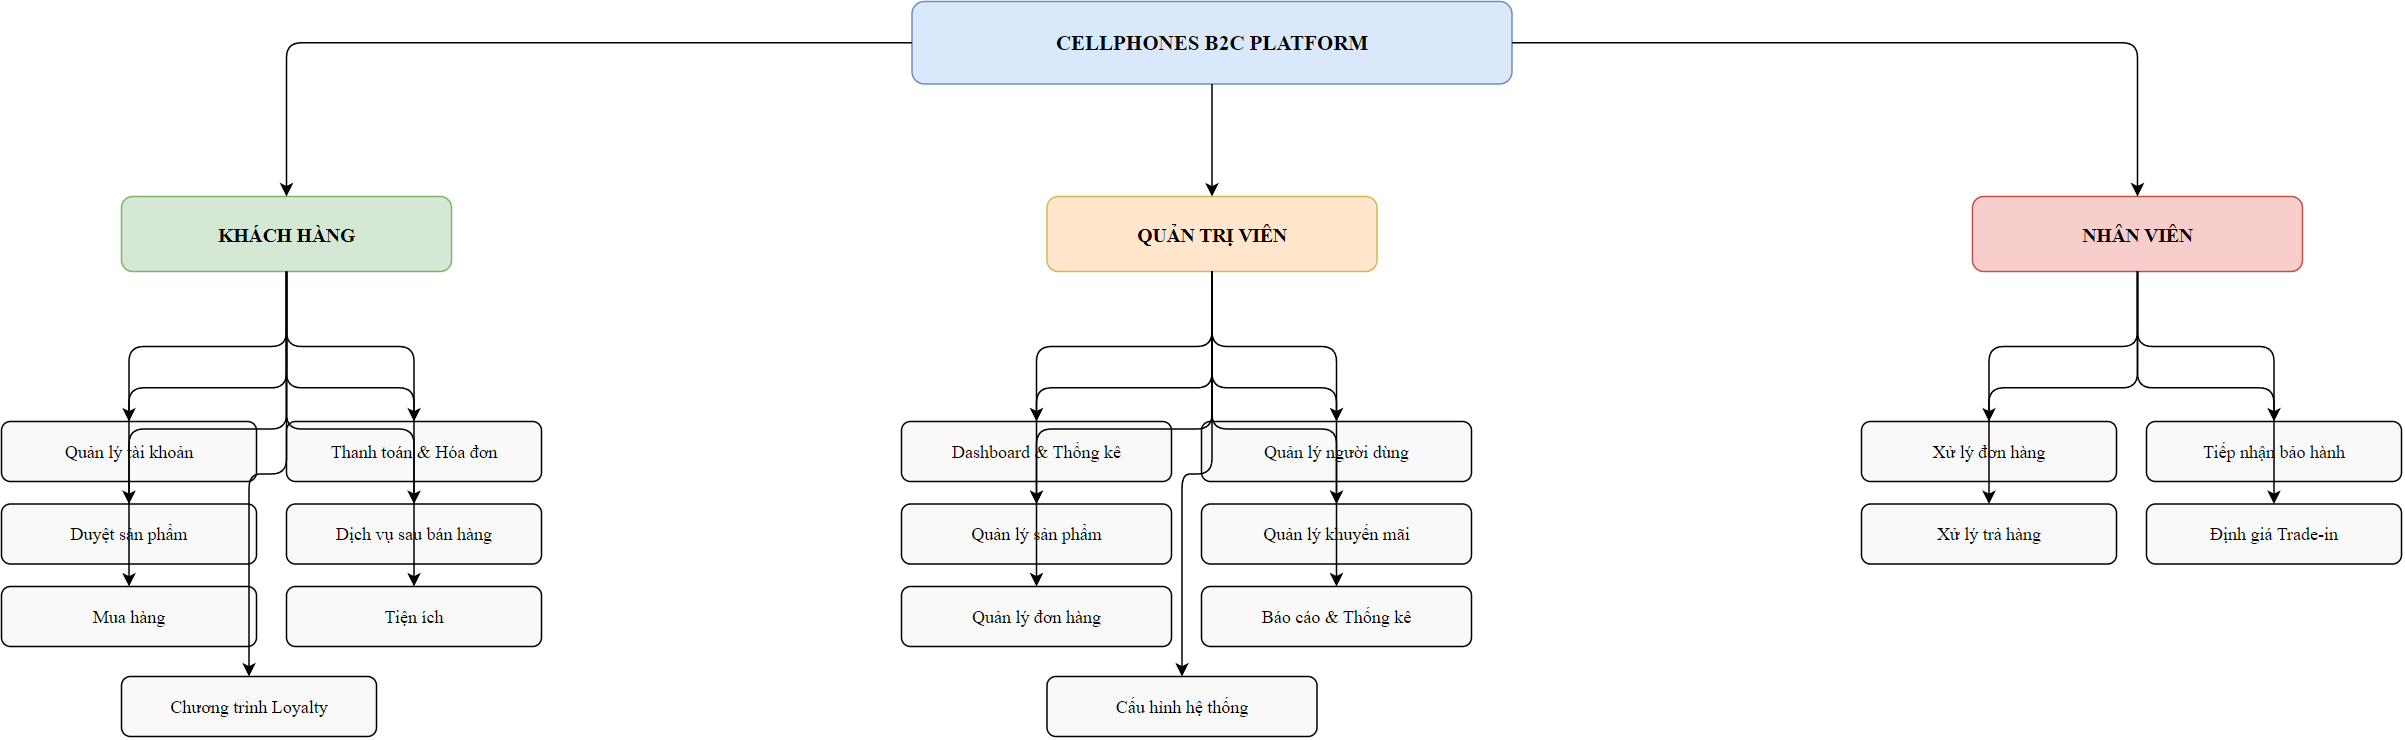 CELLPHONES B2C PLATFORM
KHÁCH HÀNG
QUẢN TRỊ VIÊN
NHÂN VIÊN
Quản lý tài khoản
Thanh toán & Hóa đơn
Duyệt sản phẩm
Dịch vụ sau bán hàng
Mua hàng
Tiện ích
Chương trình Loyalty
Dashboard & Thống kê
Quản lý người dùng
Quản lý sản phẩm
Quản lý khuyến mãi
Quản lý đơn hàng
Báo cáo & Thống kê
Cấu hình hệ thống
Xử lý đơn hàng
Tiếp nhận bảo hành
Xử lý trả hàng
Định giá Trade-in